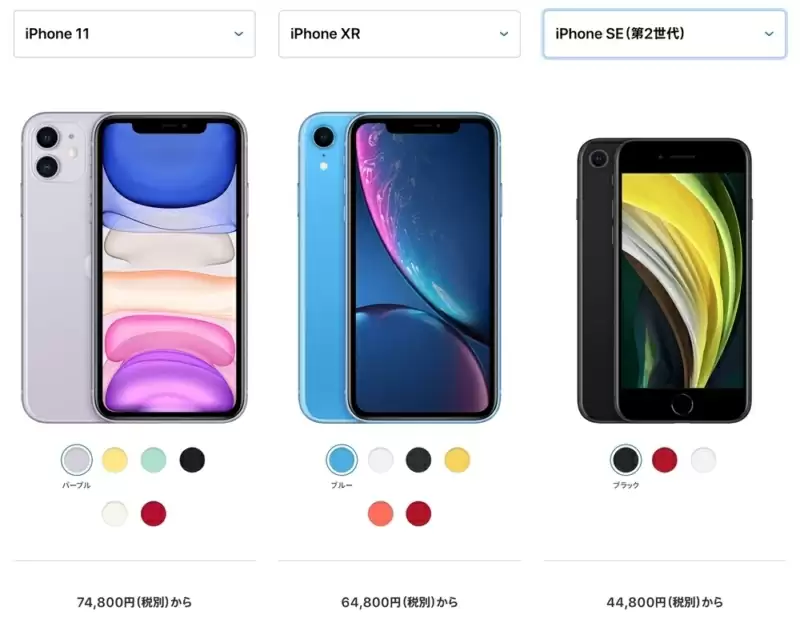 iPhone 11
iPhone XR
iPhone SE(第2世代)
パープル
ブルー
ブラック
74,800円(税別)から
64,800円(税別)から
44,800円(税別)から